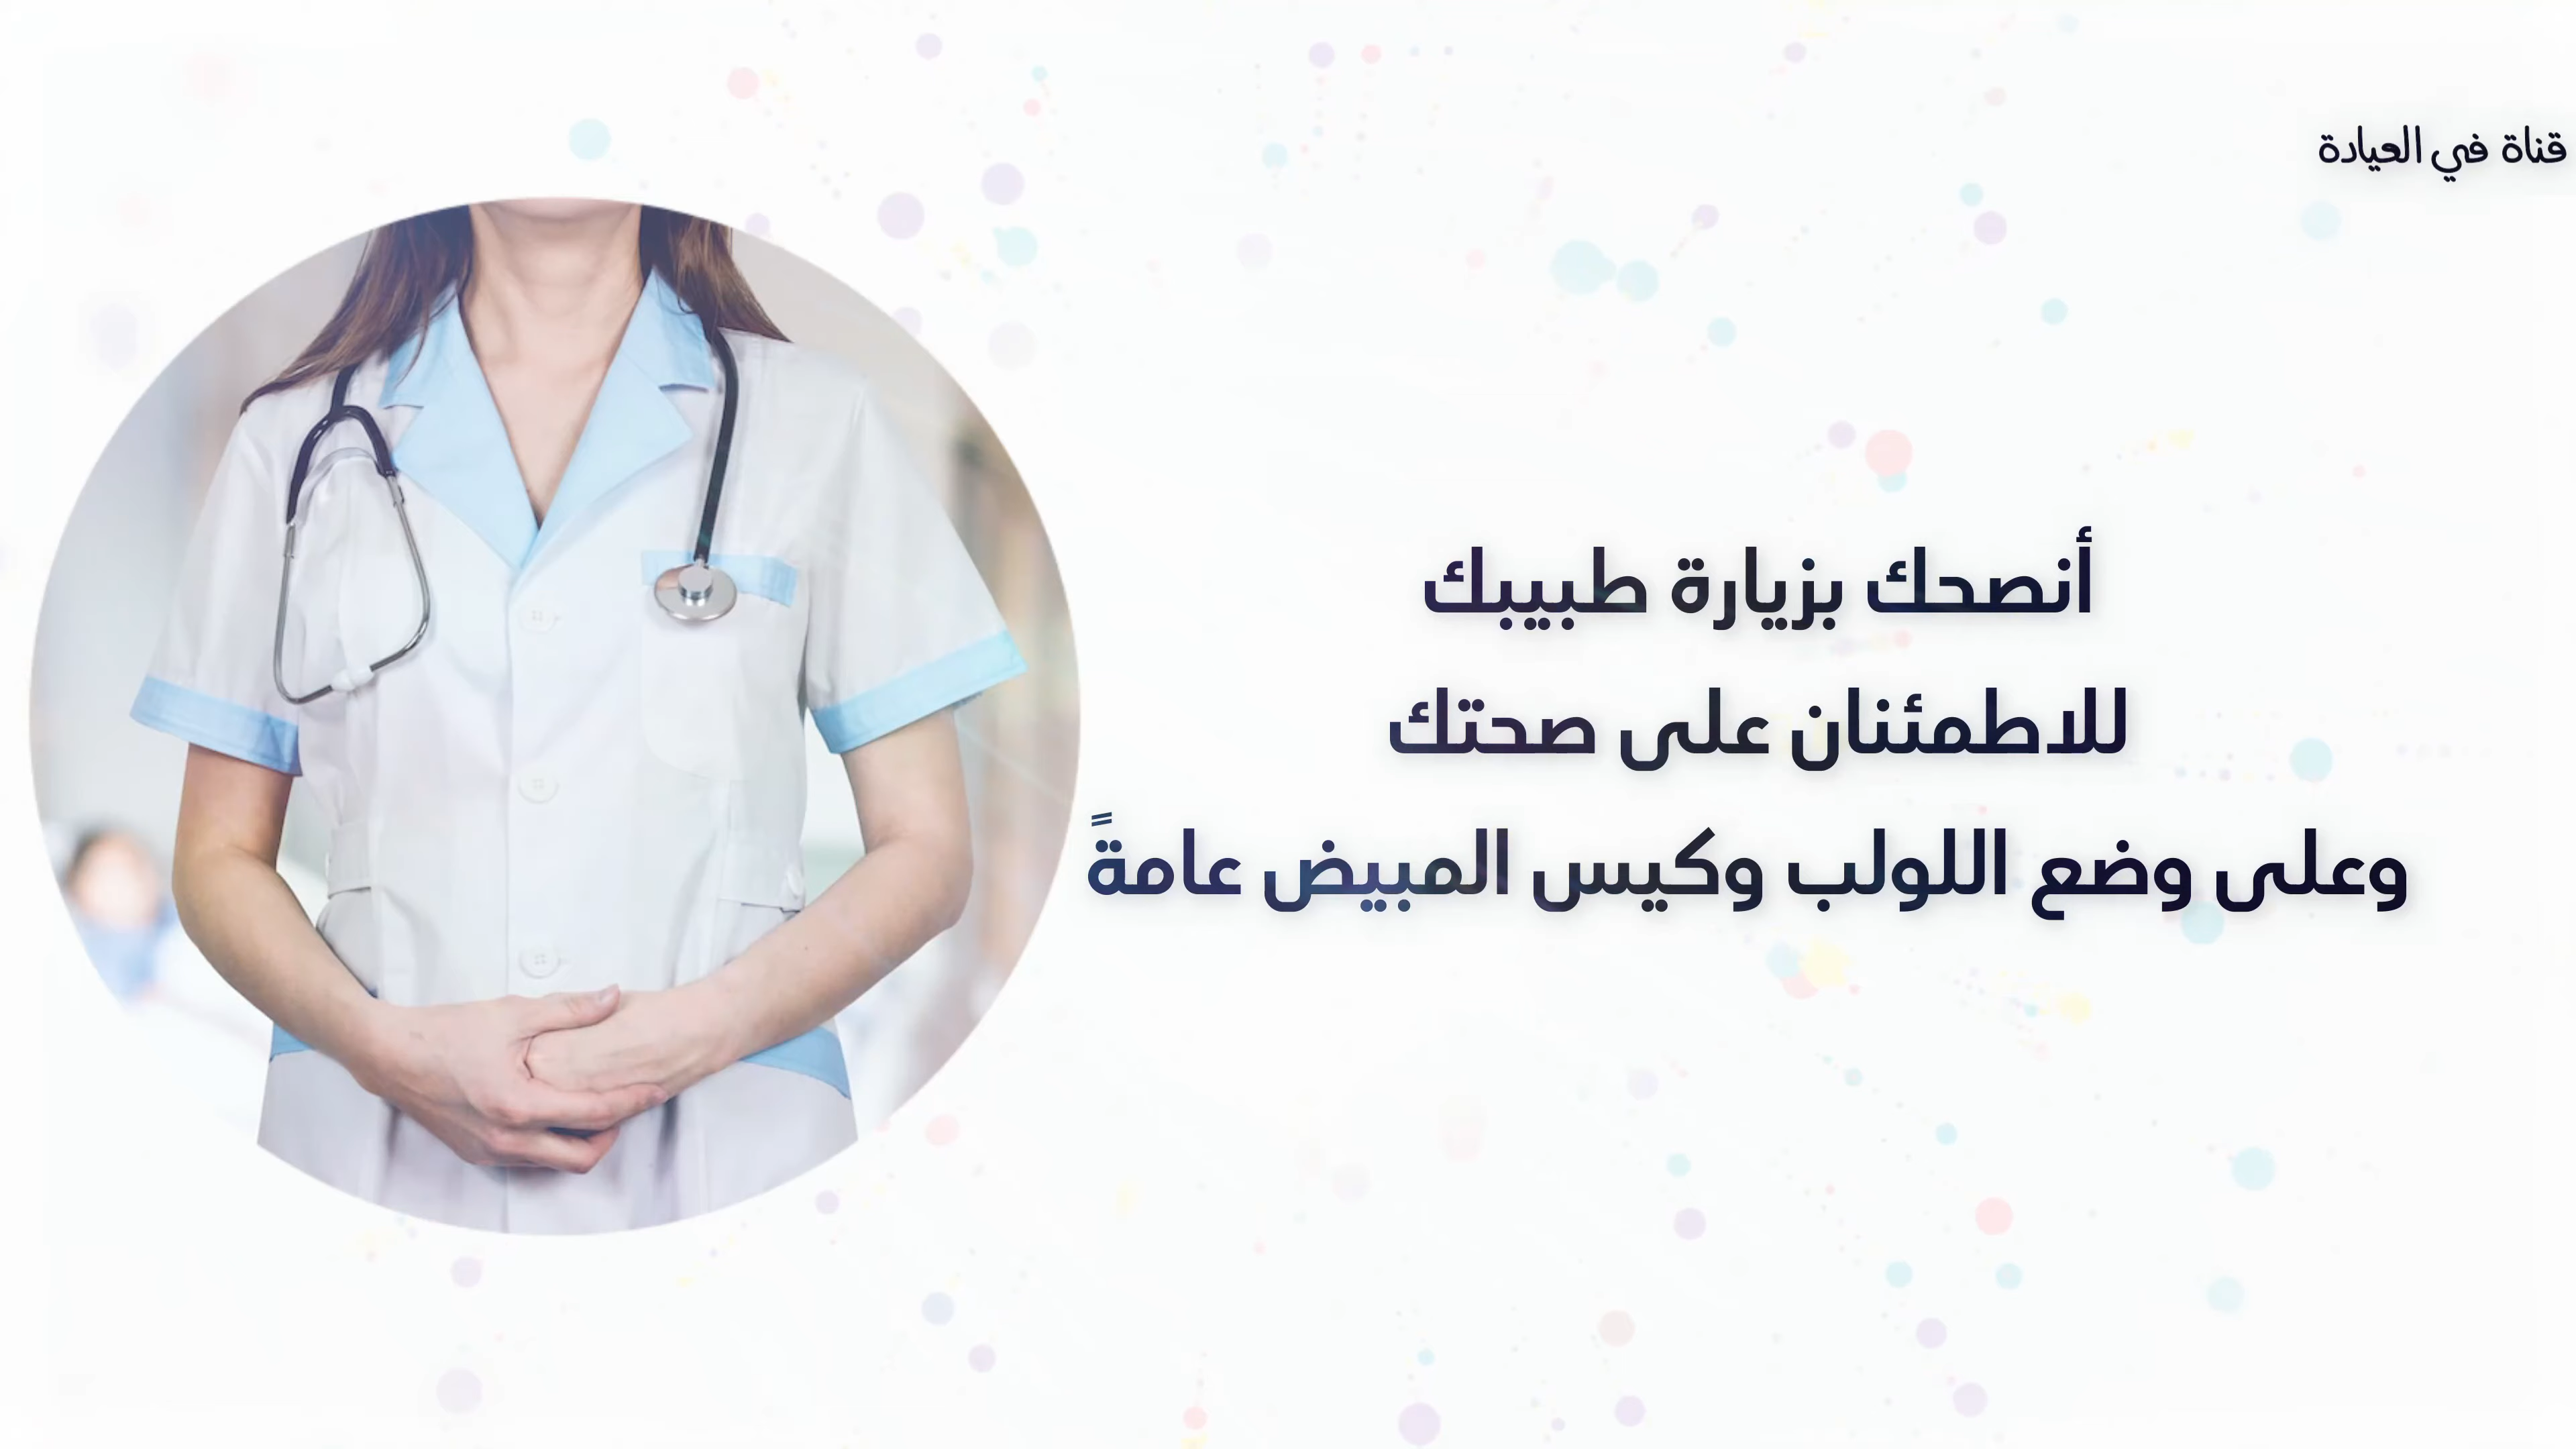 قناة في العيادة
أنصحك بزيارة طبيبك
للاطمئنان على صحتك
وعلى وضع اللولب وكيس المبيض عامةً